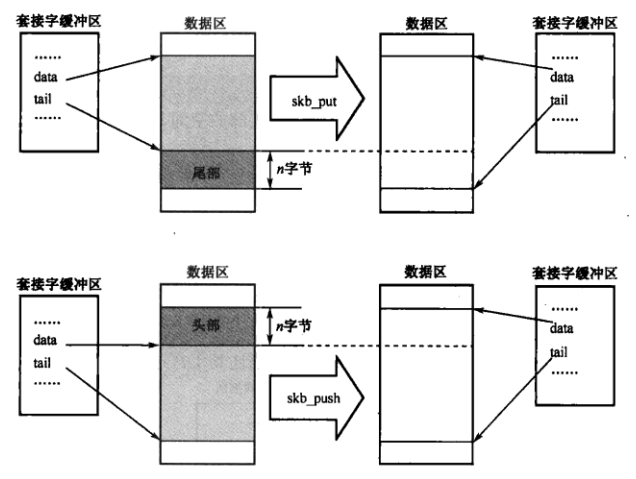 套接字缓冲区
数据区
数据区
套接字缓冲区
……
data
tail
……
skb_put
……
data
tail
……
尾部
n字节
套接字缓冲区
数据区
数据区
套接字缓冲区
……
data
tail
……
头部
n字节
skb_push
……
data
tail
……